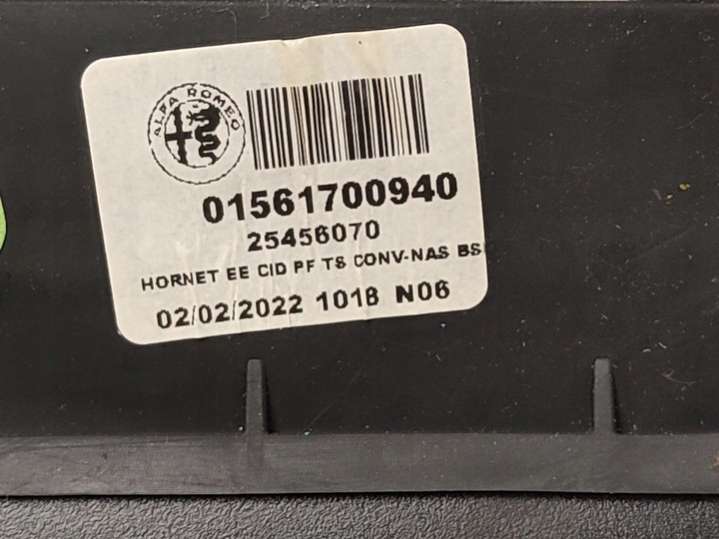 ALFA ROMEO
01561700940
25456070
HORNET EE CID PF TS CONV-NAS BS
02/02/2022 1018 N06